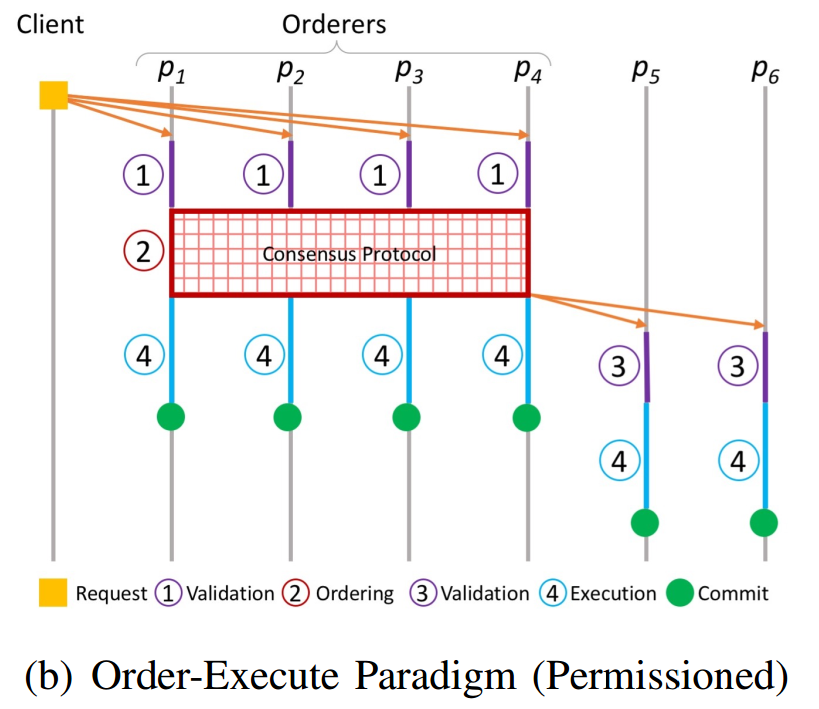 Client Orderers
p1 p2 p3 p4 p5 p6
1 1 1 1
2 Consensus Protocol
4 4 4 4 3 3
4 4
Request 1 Validation 2 Ordering 3 Validation 4 Execution Commit
(b) Order-Execute Paradigm (Permissioned)